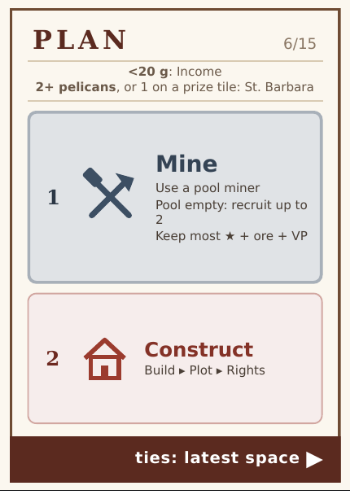 PLAN 6/15
<20 g: Income
2+ pelicans, or 1 on a prize tile: St. Barbara
1
Mine
Use a pool miner
Pool empty: recruit up to
2
Keep most ★ + ore + VP
2
Construct
Build ▸ Plot ▸ Rights
ties: latest space ▶